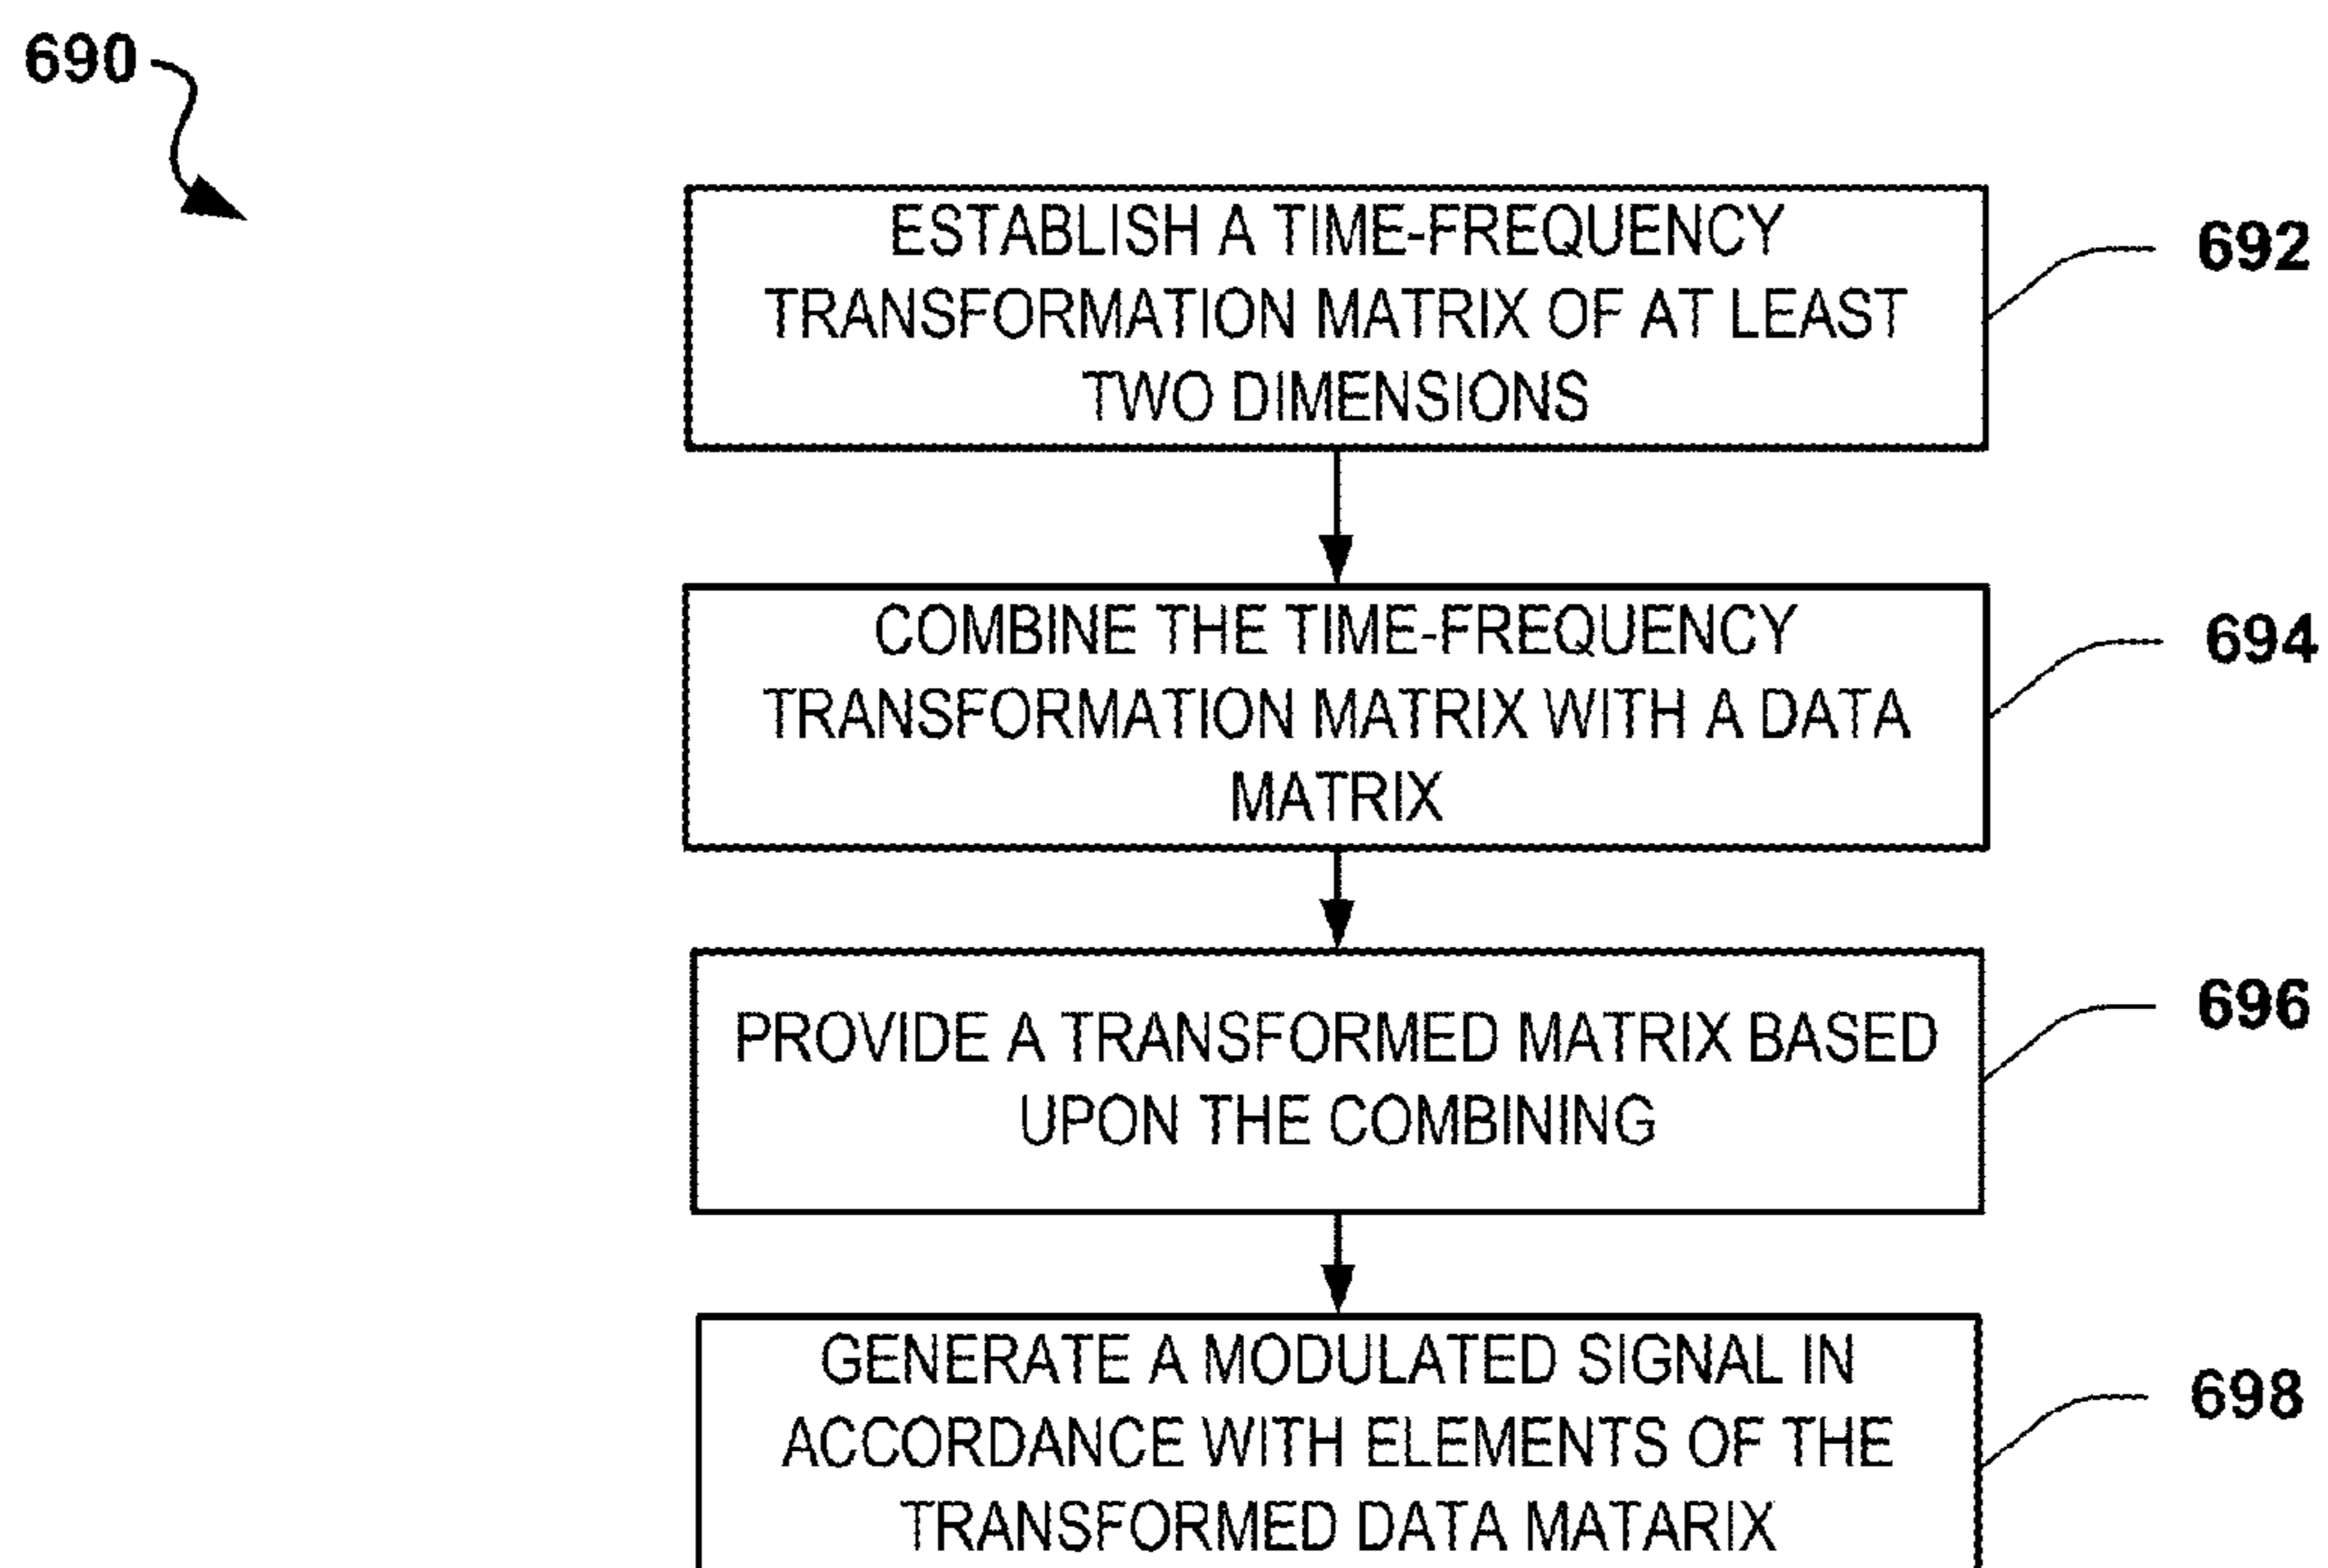 690
ESTABLISH A TIME-FREQUENCY
TRANSFORMATION MATRIX OF AT LEAST
TWO DIMENSIONS
692
COMBINE THE TIME-FREQUENCY
TRANSFORMATION MATRIX WITH A DATA
MATRIX
694
PROVIDE A TRANSFORMED MATRIX BASED
UPON THE COMBINING
696
GENERATE A MODULATED SIGNAL IN
ACCORDANCE WITH ELEMENTS OF THE
TRANSFORMED DATA MATARIX
698